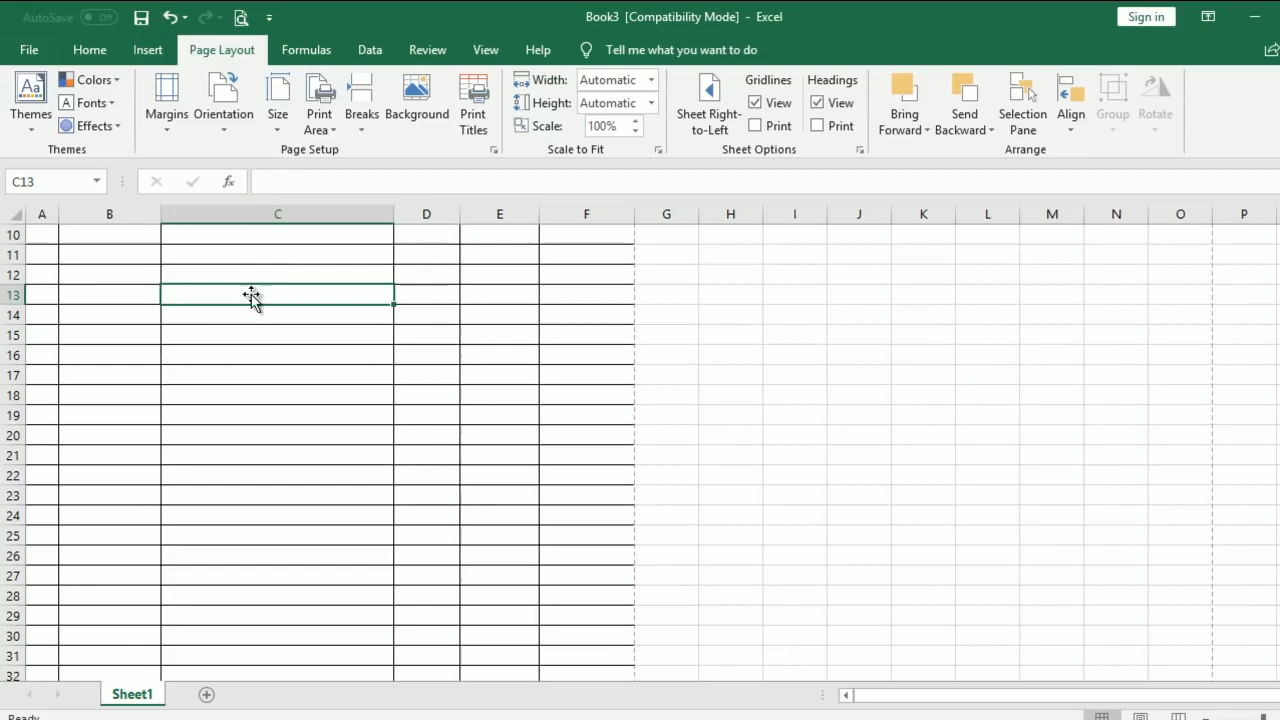 AutoSave Off
Book3 [Compatibility Mode] - Excel
Sign in
File Home Insert Page Layout Formulas Data Review View Help Tell me what you want to do
Themes
Colors
Fonts
Effects
Themes
Margins
Orientation
Size
Print Area
Breaks
Background
Print Titles
Page Setup
Width: Automatic
Height: Automatic
Scale: 100%
Scale to Fit
Sheet Right-to-Left
Gridlines
View
Print
Headings
View
Print
Sheet Options
Bring Forward
Send Backward
Selection Pane
Align
Group
Rotate
Arrange
C13
fx
A B C D E F G H I J K L M N O P
10
11
12
13
14
15
16
17
18
19
20
21
22
23
24
25
26
27
28
29
30
31
32
Sheet1
Ready